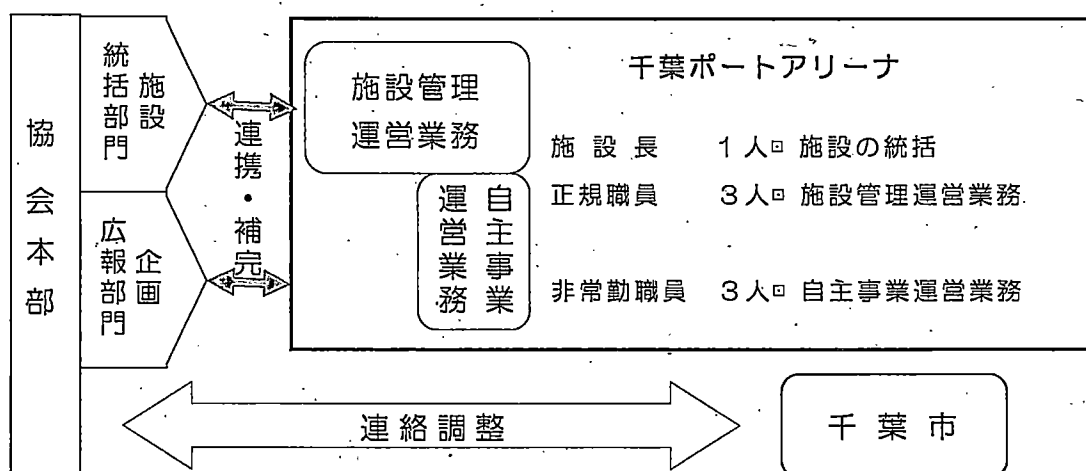 協会本部
施設
統括部門
企画
広報部門
連携・補完
施設管理
運営業務
自主事業
運営業務
千葉ポートアリーナ
施設長 1人 施設の統括
正規職員 3人 施設管理運営業務
非常勤職員 3人 自主事業運営業務
連絡調整
千葉市